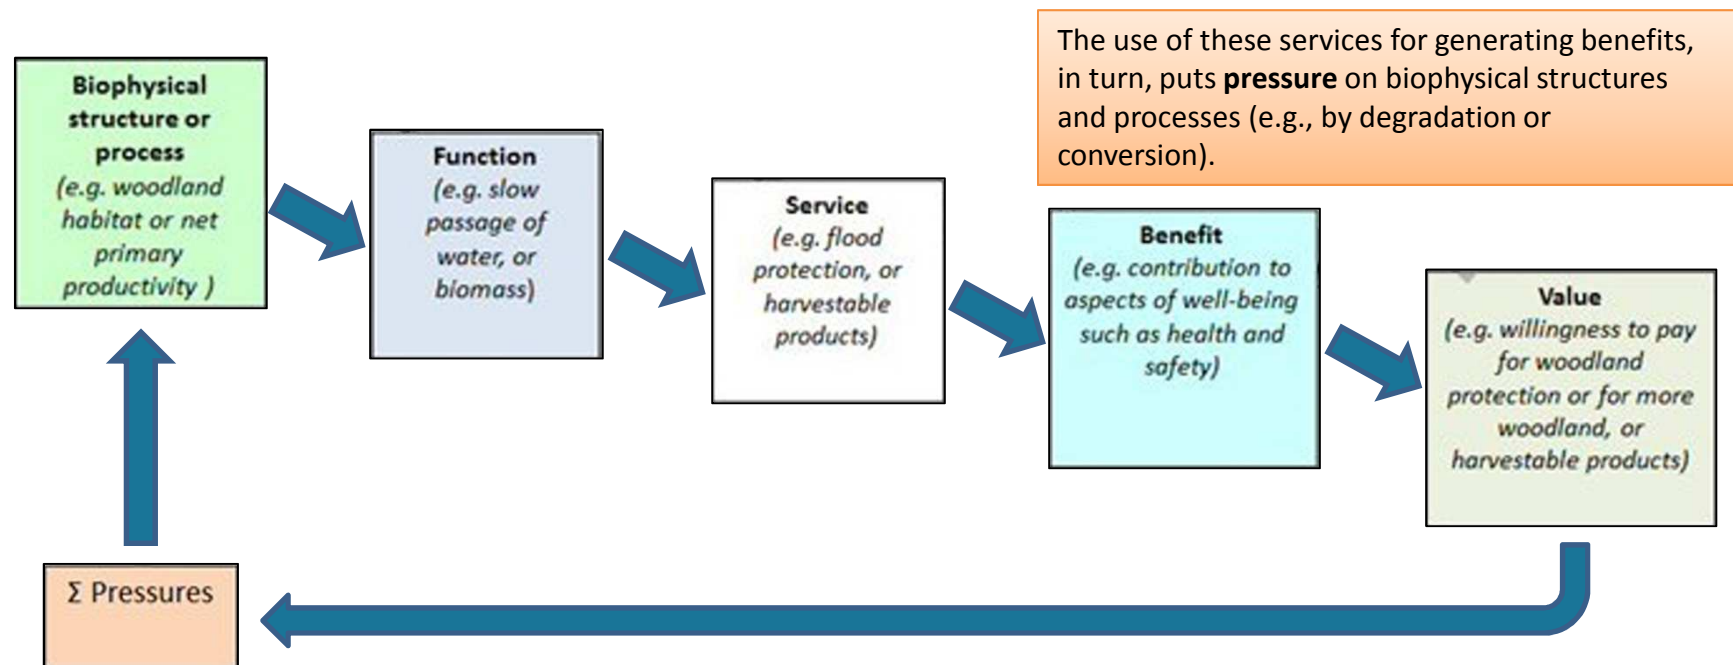 Biophysical
structure or
process
(e.g. woodland
habitat or net
primary
productivity )
Function
(e.g. slow
passage of
water, or
biomass)
Service
(e.g. flood
protection, or
harvestable
products)
The use of these services for generating benefits,
in turn, puts pressure on biophysical structures
and processes (e.g., by degradation or
conversion).
Benefit
(e.g. contribution to
aspects of well-being
such as health and
safety)
Value
(e.g. willingness to pay
for woodland
protection or for more
woodland, or
harvestable products)
Σ Pressures